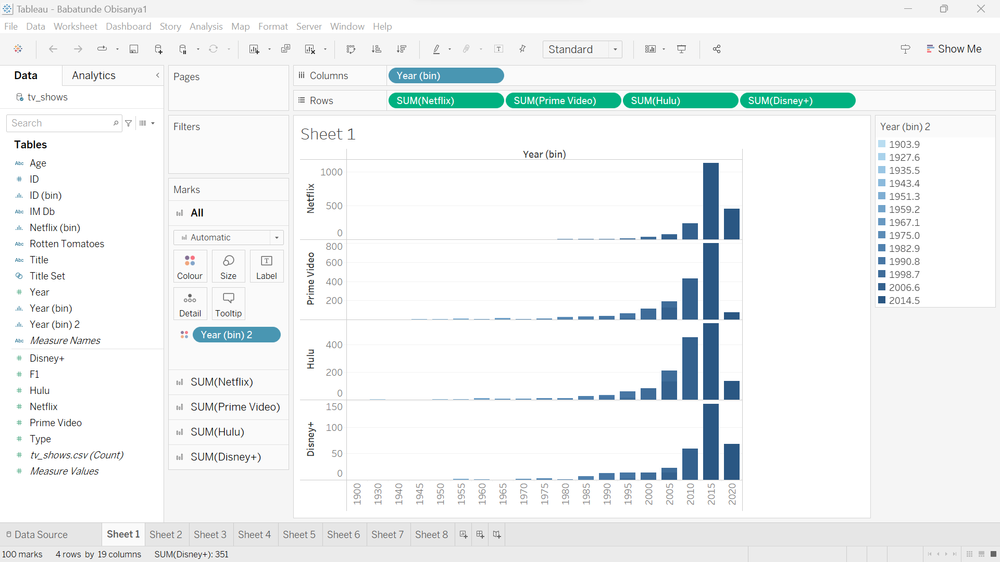 Tableau - Babatunde Obisanya1
File Data Worksheet Dashboard Story Analysis Map Format Server Window Help
Standard
Show Me
Data Analytics
tv_shows
Search
Tables
Abc Age
# ID
ID (bin)
Abc IM Db
Netflix (bin)
Abc Rotten Tomatoes
Abc Title
Title Set
# Year
Year (bin)
Year (bin) 2
Abc Measure Names
# Disney+
# F1
# Hulu
# Netflix
# Prime Video
# Type
# tv_shows.csv (Count)
# Measure Values
Pages
Filters
Marks
All
Automatic
Colour Size Label
Detail Tooltip
Year (bin) 2
SUM(Netflix)
SUM(Prime Video)
SUM(Hulu)
SUM(Disney+)
Columns Year (bin)
Rows SUM(Netflix) SUM(Prime Video) SUM(Hulu) SUM(Disney+)
Sheet 1
Year (bin)
Netflix
1000
500
0
Prime Video
800
600
400
200
Hulu
400
200
0
Disney+
150
100
50
0
1900 1930 1940 1945 1950 1955 1960 1965 1970 1975 1980 1985 1990 1995 2000 2005 2010 2015 2020
Year (bin) 2
1903.9
1927.6
1935.5
1943.4
1951.3
1959.2
1967.1
1975.0
1982.9
1990.8
1998.7
2006.6
2014.5
Data Source Sheet 1 Sheet 2 Sheet 3 Sheet 4 Sheet 5 Sheet 6 Sheet 7 Sheet 8
100 marks 4 rows by 19 columns SUM(Disney+): 351